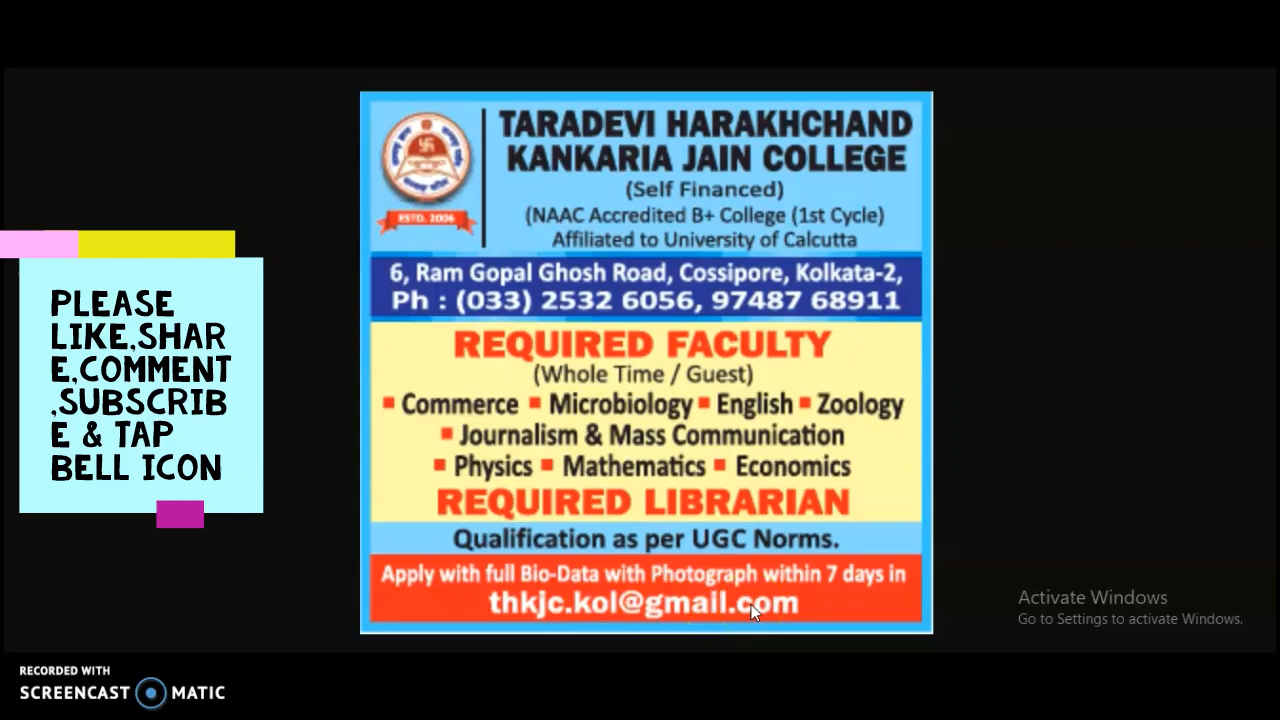 TARADEVI HARAKHCHAND
KANKARIA JAIN COLLEGE
(Self Financed)
(NAAC Accredited B+ College (1st Cycle)
Affiliated to University of Calcutta
ESTD. 2006
6, Ram Gopal Ghosh Road, Cossipore, Kolkata-2,
Ph : (033) 2532 6056, 97487 68911
REQUIRED FACULTY
(Whole Time / Guest)
▪ Commerce ▪ Microbiology ▪ English ▪ Zoology
▪ Journalism & Mass Communication
▪ Physics ▪ Mathematics ▪ Economics
REQUIRED LIBRARIAN
Qualification as per UGC Norms.
Apply with full Bio-Data with Photograph within 7 days in
thkjc.kol@gmail.com
PLEASE
LIKE,SHAR
E,COMMENT
,SUBSCRIB
E & TAP
BELL ICON
Activate Windows
Go to Settings to activate Windows.
RECORDED WITH
SCREENCAST MATIC